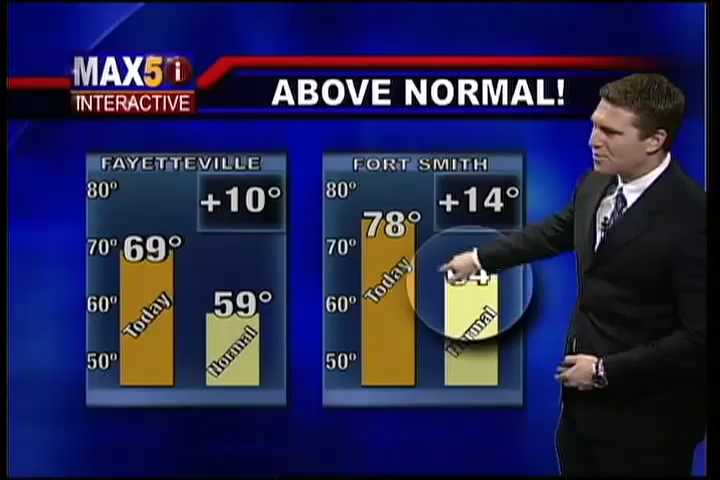 MAX5i
INTERACTIVE
ABOVE NORMAL!
FAYETTEVILLE
80°
70°
60°
50°
+10°
69°
Today
59°
Normal
FORT SMITH
80°
70°
60°
50°
+14°
78°
Today
Normal